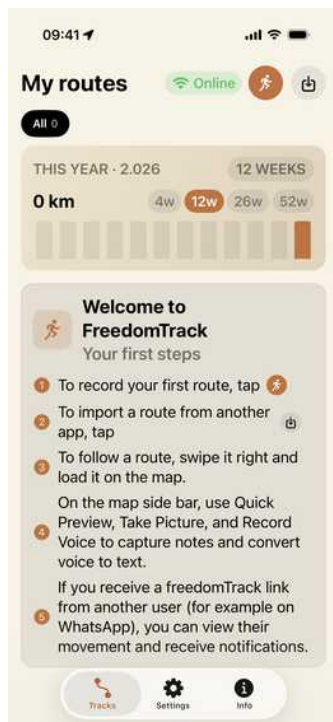 09:41
My routes
Online
All 0
THIS YEAR · 2.026
12 WEEKS
0 km
4w 12w 26w 52w
Welcome to
FreedomTrack
Your first steps
1 To record your first route, tap
2 To import a route from another
app, tap
3 To follow a route, swipe it right and
load it on the map.
4 On the map side bar, use Quick
Preview, Take Picture, and Record
Voice to capture notes and convert
voice to text.
5 If you receive a freedomTrack link
from another user (for example on
WhatsApp), you can view their
movement and receive notifications.
Tracks Settings Info